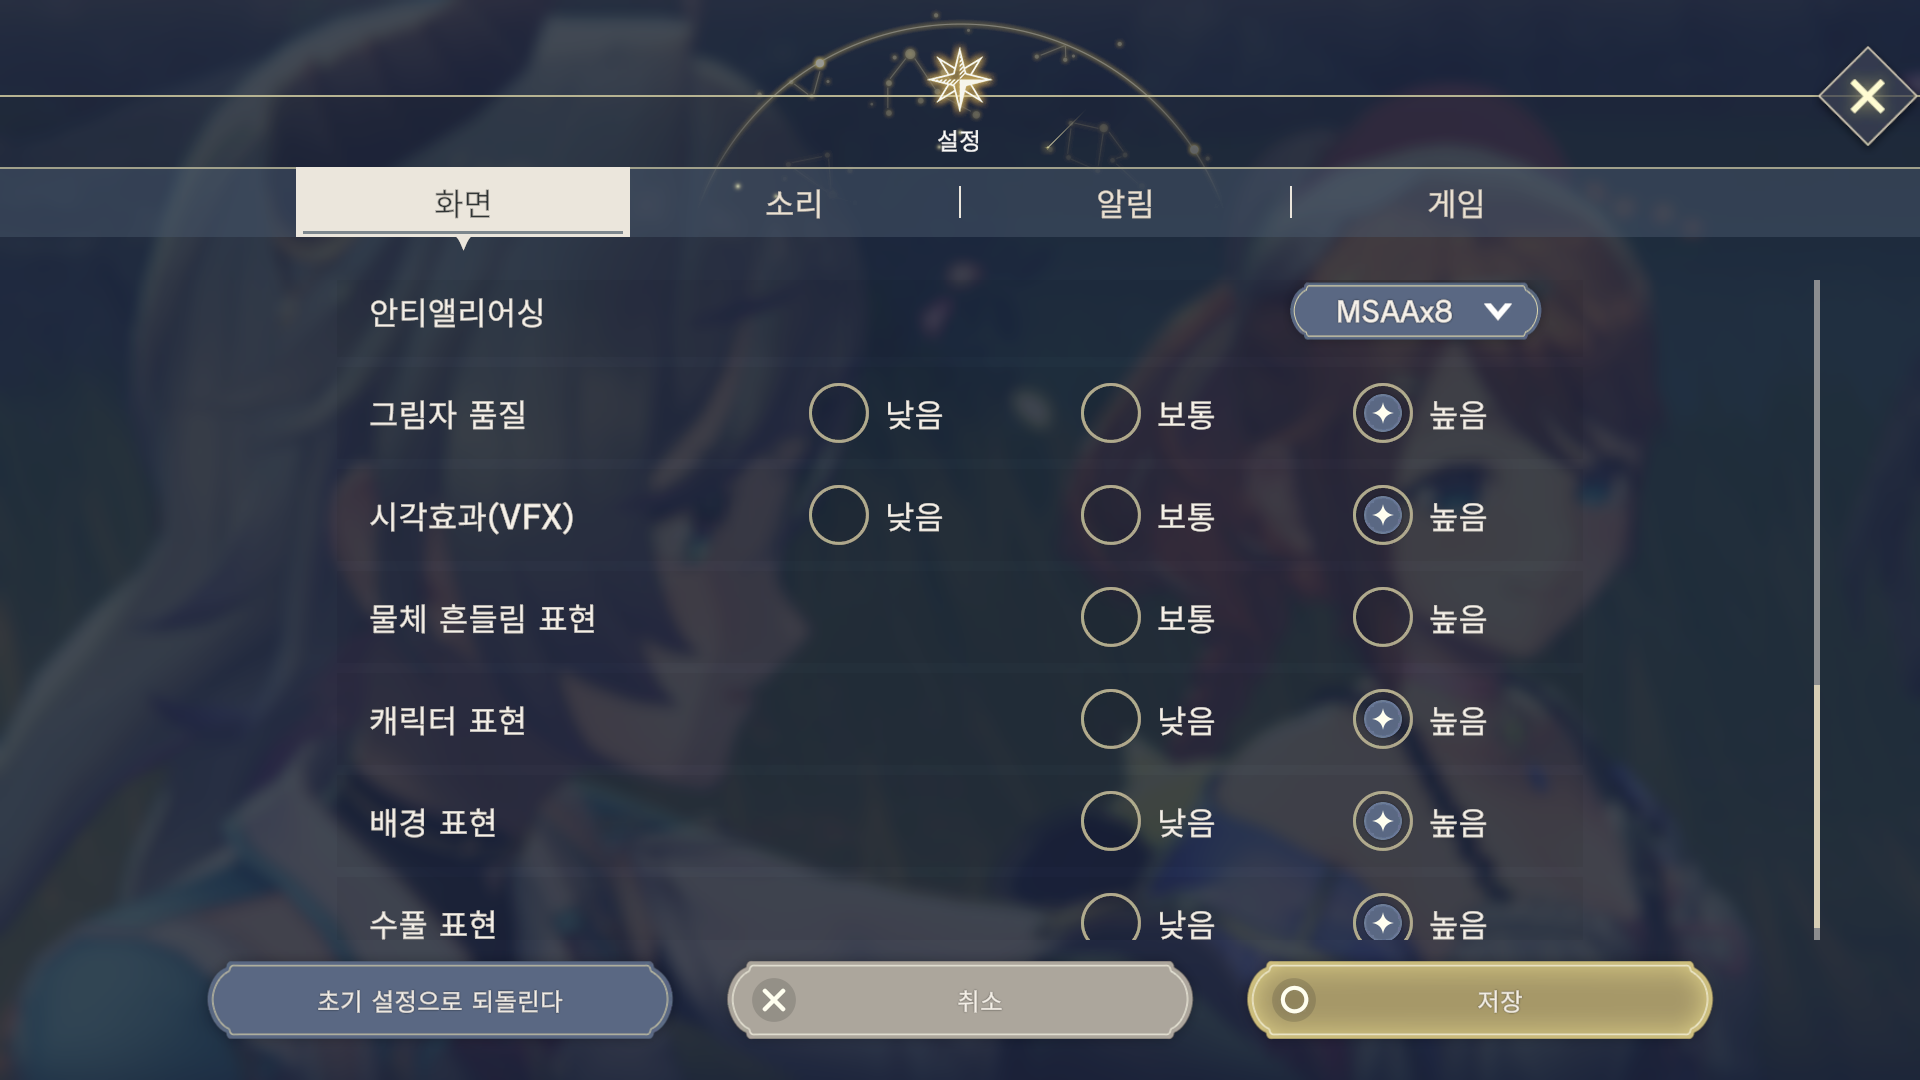 설정
화면
소리
알림
게임
안티앨리어싱
MSAAx8
그림자 품질
낮음
보통
높음
시각효과(VFX)
낮음
보통
높음
물체 흔들림 표현
보통
높음
캐릭터 표현
낮음
높음
배경 표현
낮음
높음
수풀 표현
낮음
높음
초기 설정으로 되돌린다
취소
저장